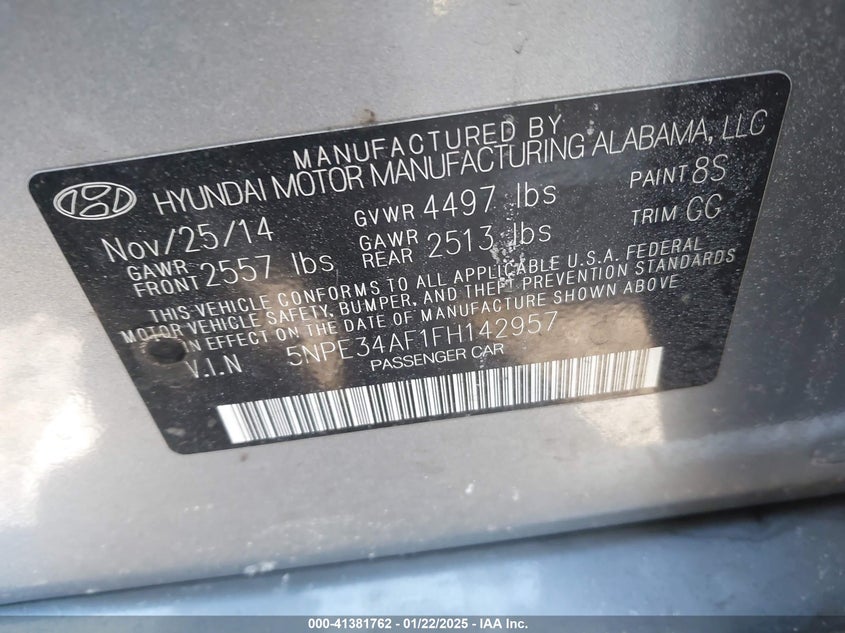 MANUFACTURED BY
HYUNDAI MOTOR MANUFACTURING ALABAMA, LLC
Nov/25/14 GVWR 4497 lbs PAINT 8S
GAWR FRONT 2557 lbs GAWR REAR 2513 lbs TRIM GG
THIS VEHICLE CONFORMS TO ALL APPLICABLE U.S.A. FEDERAL
MOTOR VEHICLE SAFETY, BUMPER, AND THEFT PREVENTION STANDARDS
IN EFFECT ON THE DATE OF MANUFACTURE SHOWN ABOVE
V.I.N 5NPE34AF1FH142957
PASSENGER CAR
000-41381762 - 01/22/2025 - IAA Inc.